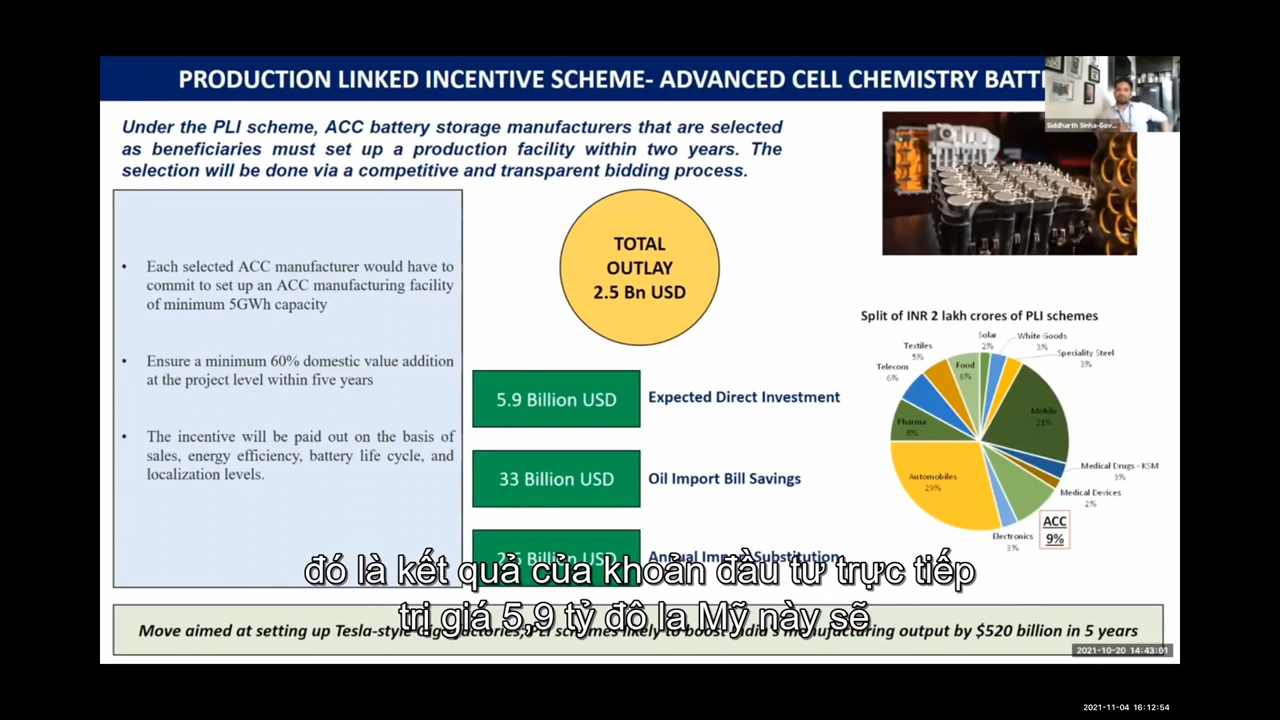 PRODUCTION LINKED INCENTIVE SCHEME- ADVANCED CELL CHEMISTRY
Siddharth Sinha-Gov...
Under the PLI scheme, ACC battery storage manufacturers that are selected
as beneficiaries must set up a production facility within two years. The
selection will be done via a competitive and transparent bidding process.
• Each selected ACC manufacturer would have to
commit to set up an ACC manufacturing facility
of minimum 5GWh capacity
• Ensure a minimum 60% domestic value addition
at the project level within five years
• The incentive will be paid out on the basis of
sales, energy efficiency, battery life cycle, and
localization levels.
TOTAL
OUTLAY
2.5 Bn USD
5.9 Billion USD
Expected Direct Investment
33 Billion USD
Oil Import Bill Savings
Billion USD
Annual Import Substitution
Split of INR 2 lakh crores of PLI schemes
Solar
2%
White Goods
3%
Speciality Steel
3%
Mobile
21%
Medical Drugs - KSM
3%
Medical Devices
2%
ACC
9%
Electronics
3%
Automobiles
29%
Pharma
8%
Telecom
6%
Textiles
5%
Food
6%
đó là kết quả của khoản đầu tư trực tiếp
trị giá 5,9 tỷ đô la Mỹ này sẽ
Move aimed at setting up Tesla-style giga factories; PLI schemes likely to boost India's manufacturing output by $520 billion in 5 years
2021-10-20 14:43:01
2021-11-04 16:12:54